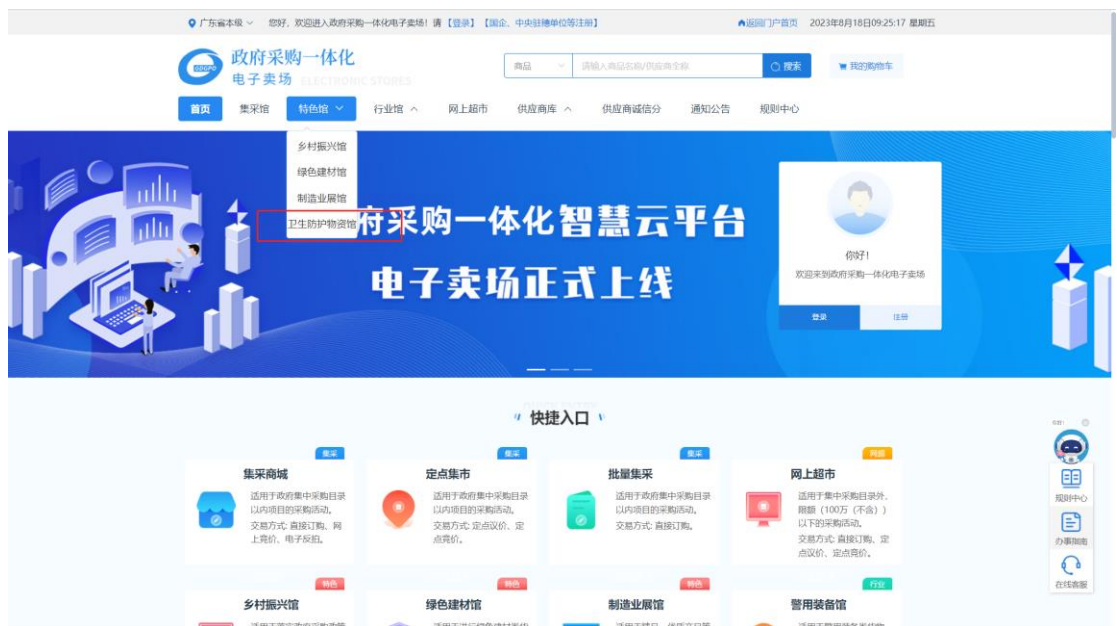 广东省本级 您好，欢迎进入政府采购一体化电子卖场！请【登录】【国企、中央驻穗单位等注册】 返回门户首页 2023年8月18日09:25:17 星期五
GDGPO 政府采购一体化
电子卖场 ELECTRONIC STORES
商品 请输入商品名称/供应商全称 搜索 我的购物车
首页 集采馆 特色馆 行业馆 网上超市 供应商库 供应商诚信分 通知公告 规则中心
乡村振兴馆
绿色建材馆
制造业展馆
卫生防护物资馆
府采购一体化智慧云平台
电子卖场正式上线
你好！
欢迎来到政府采购一体化电子卖场
登录 注册
快捷入口
集采
集采商城
适用于政府集中采购目录
以内项目的采购活动。
交易方式: 直接订购、网
上竞价、电子反拍。
集采
定点集市
适用于政府集中采购目录
以内项目的采购活动。
交易方式: 定点议价、定
点竞价。
集采
批量集采
适用于政府集中采购目录
以内项目的采购活动。
交易方式: 直接订购。
网上超市
适用于集中采购目录外、
限额（100万（不含））
以下的采购活动。
交易方式: 直接订购、定
点议价、定点竞价。
规则中心
办事指南
在线客服
特色
乡村振兴馆
特色
绿色建材馆
特色
制造业展馆
行业
警用装备馆